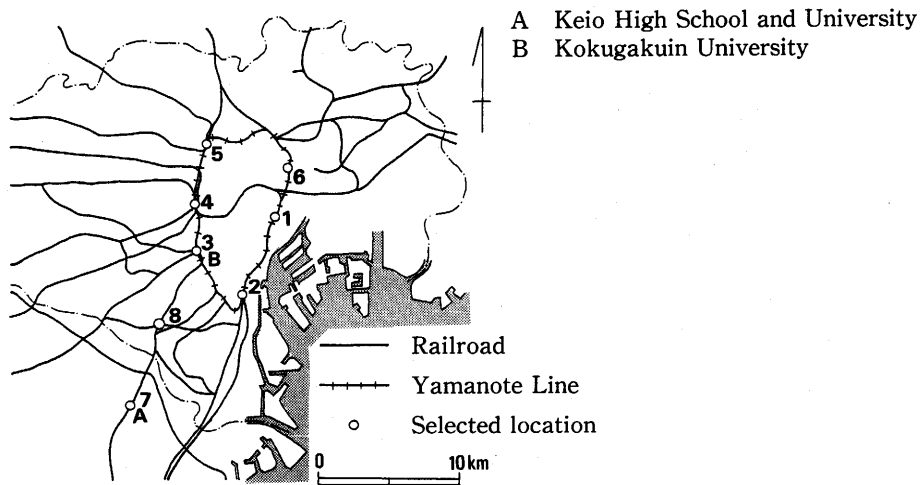 A Keio High School and University
B Kokugakuin University
5
6
4
1
3
B
2
8
7
A
Railroad
Yamanote Line
Selected location
0 10km